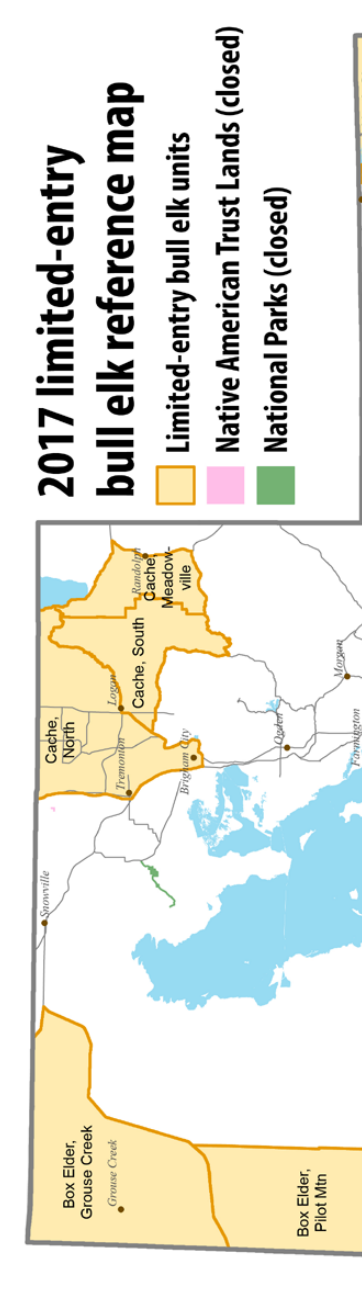 2017 limited-entry
bull elk reference map
Limited-entry bull elk units
Native American Trust Lands (closed)
National Parks (closed)
Cache,
North
Logan
Cache, South
Randolph
Cache,
Meadow-
ville
Tremonton
Brigham City
Snowville
Ogden
Morgan
Farmington
Box Elder,
Grouse Creek
Grouse Creek
Box Elder,
Pilot Mtn